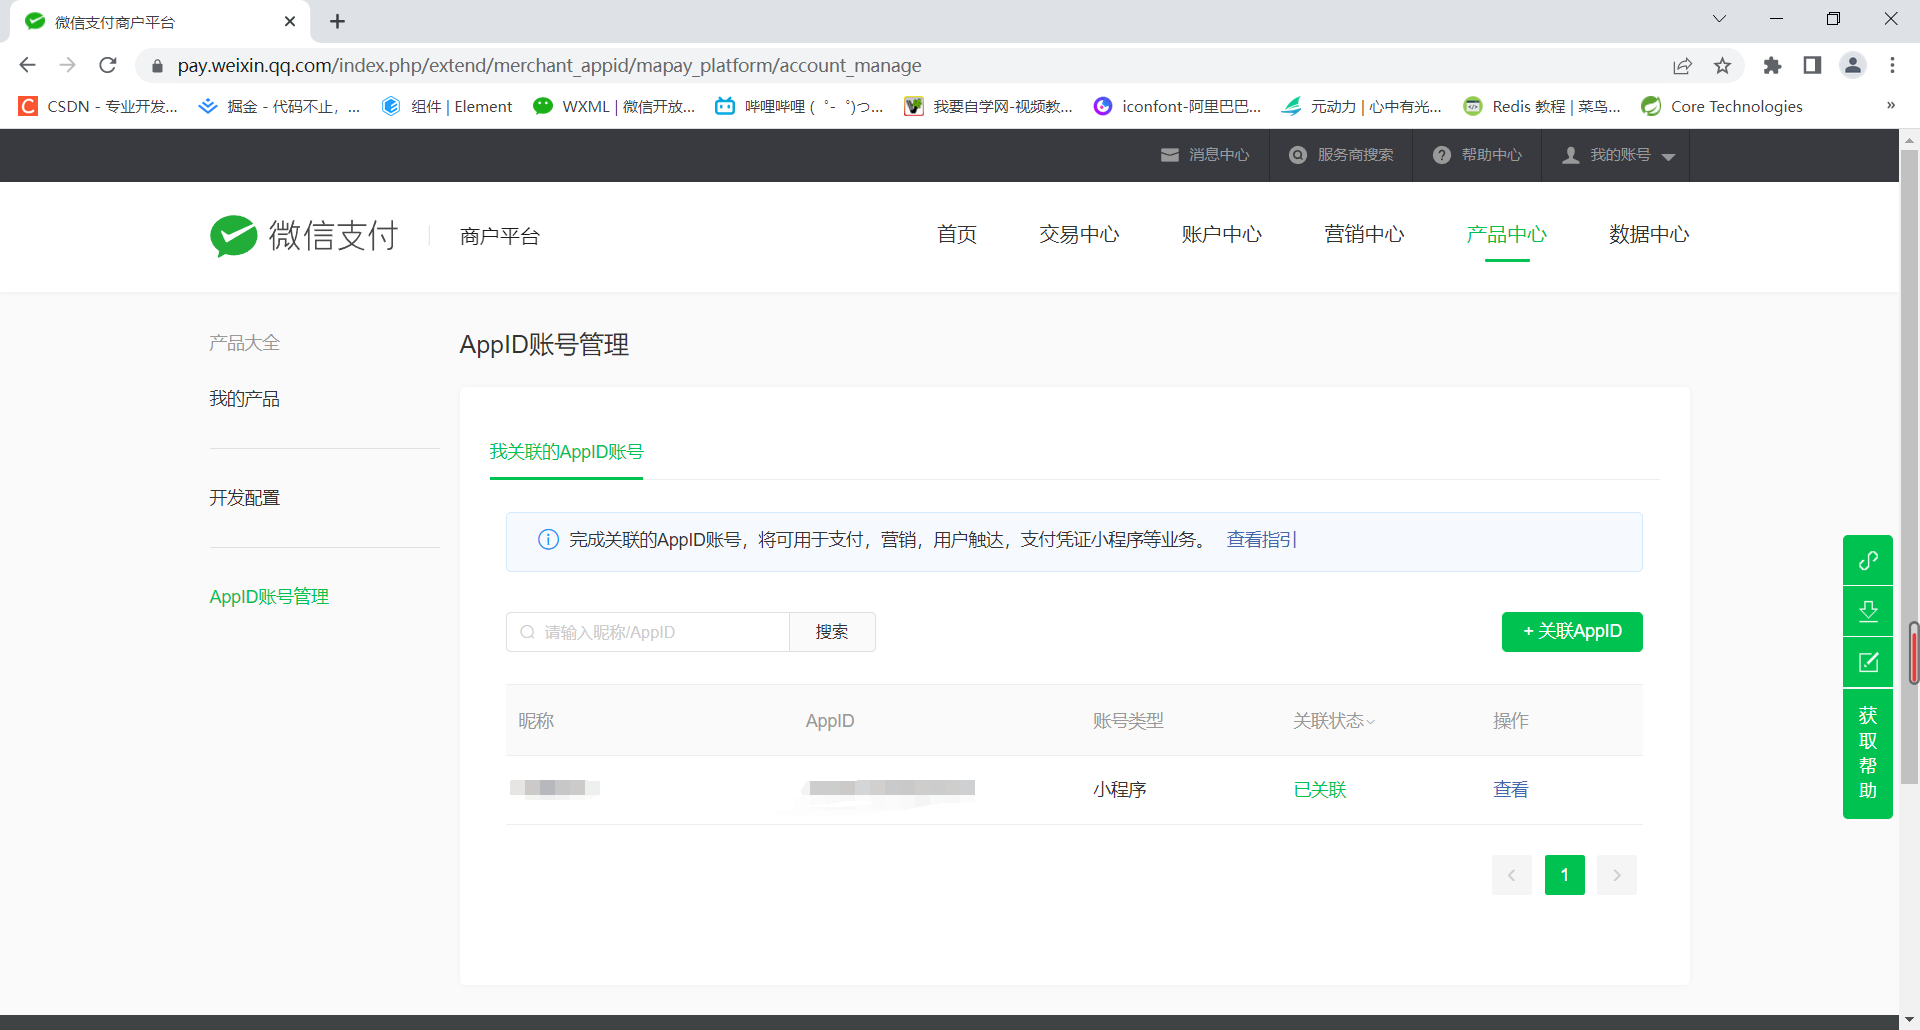 微信支付商户平台
pay.weixin.qq.com/index.php/extend/merchant_appid/mapay_platform/account_manage
CSDN - 专业开发... 掘金 - 代码不止，... 组件 | Element WXML | 微信开放... 哔哩哔哩 (゜-゜)つ... 我要自学网-视频教... iconfont-阿里巴巴... 元动力 | 心中有光... Redis 教程 | 菜鸟... Core Technologies »
消息中心 服务商搜索 帮助中心 我的账号
微信支付 商户平台 首页 交易中心 账户中心 营销中心 产品中心 数据中心
产品大全
我的产品
开发配置
AppID账号管理
AppID账号管理
我关联的AppID账号
完成关联的AppID账号，将可用于支付，营销，用户触达，支付凭证小程序等业务。 查看指引
请输入昵称/AppID 搜索 + 关联AppID
昵称 AppID 账号类型 关联状态 操作
小程序 已关联 查看
1
获
取
帮
助